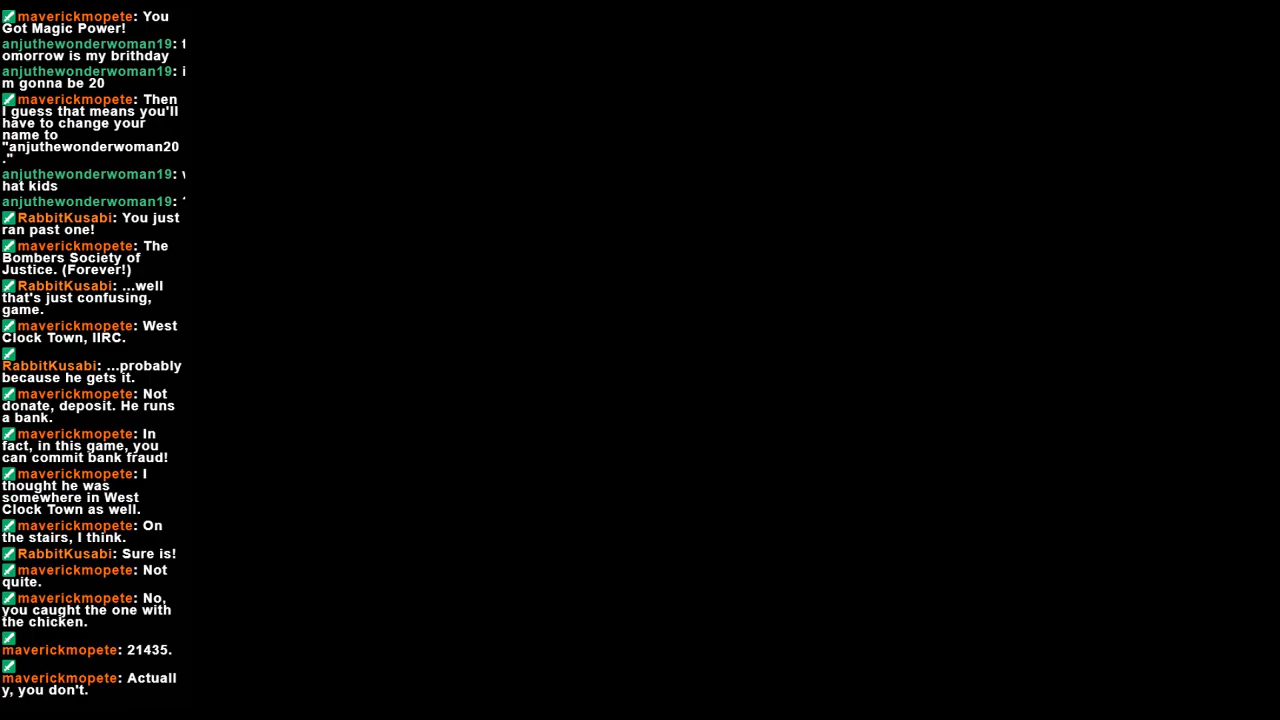 maverickmopete: You
Got Magic Power!
anjuthewonderwoman19: t
omorrow is my brithday
anjuthewonderwoman19: i
m gonna be 20
maverickmopete: Then
I guess that means you'll
have to change your
name to
"anjuthewonderwoman20
."
anjuthewonderwoman19: w
hat kids
anjuthewonderwoman19:
RabbitKusabi: You just
ran past one!
maverickmopete: The
Bombers Society of
Justice. (Forever!)
RabbitKusabi: ...well
that's just confusing,
game.
maverickmopete: West
Clock Town, IIRC.
RabbitKusabi: ...probably
because he gets it.
maverickmopete: Not
donate, deposit. He runs
a bank.
maverickmopete: In
fact, in this game, you
can commit bank fraud!
maverickmopete: I
thought he was
somewhere in West
Clock Town as well.
maverickmopete: On
the stairs, I think.
RabbitKusabi: Sure is!
maverickmopete: Not
quite.
maverickmopete: No,
you caught the one with
the chicken.
maverickmopete: 21435.
maverickmopete: Actuall
y, you don't.